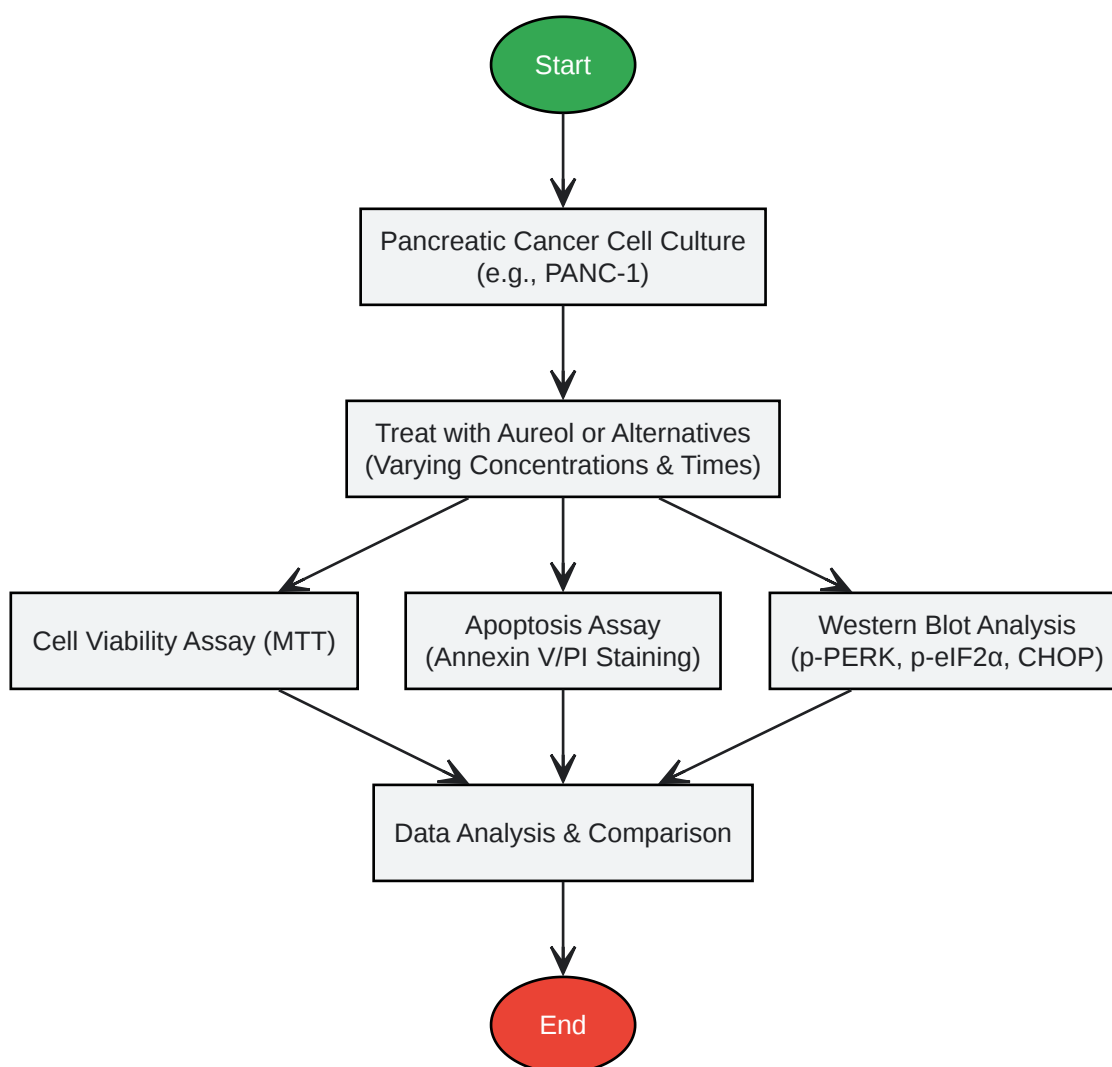 Start
Pancreatic Cancer Cell Culture
(e.g., PANC-1)
Treat with Aureol or Alternatives
(Varying Concentrations & Times)
Cell Viability Assay (MTT)
Apoptosis Assay
(Annexin V/PI Staining)
Western Blot Analysis
(p-PERK, p-eIF2α, CHOP)
Data Analysis & Comparison
End